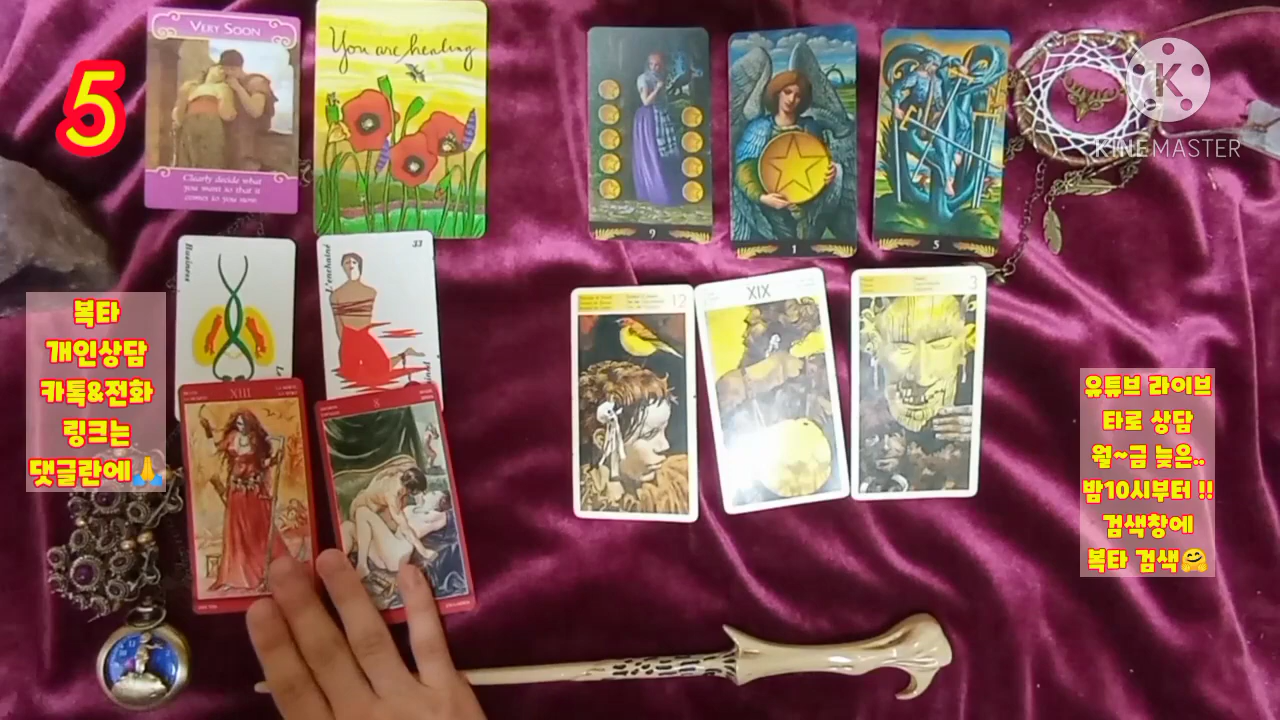 5
VERY SOON
Clearly decide what
you want so that it
comes to you now.
You are healing
9
1
5
K
KINEMASTER
Business
L'enchaîné
33
12
XIX
3
XIII
8
복타
개인상담
카톡&전화
링크는
댓글란에🙏
유튜브 라이브
타로 상담
월~금 늦은..
밤10시부터 !!
검색창에
복타 검색🤗